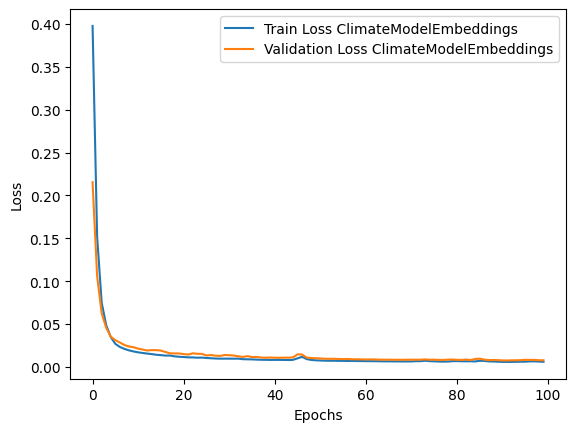 Train Loss ClimateModelEmbeddings
Validation Loss ClimateModelEmbeddings
0.40
0.35
0.30
0.25
0.20
0.15
0.10
0.05
0.00
Loss
0 20 40 60 80 100
Epochs